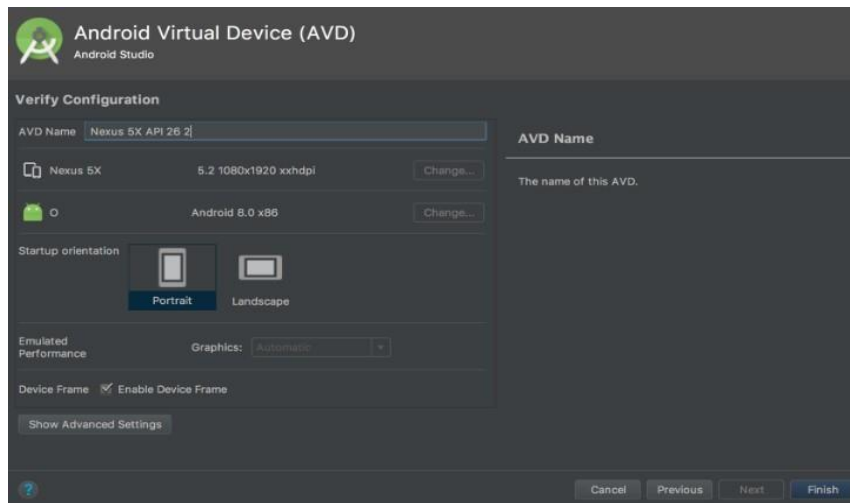 Android Virtual Device (AVD)
Android Studio
Verify Configuration
AVD Name Nexus 5X API 26 2
Nexus 5X 5.2 1080x1920 xxhdpi Change...
O Android 8.0 x86 Change...
Startup orientation
Portrait Landscape
Emulated
Performance Graphics: Automatic
Device Frame Enable Device Frame
Show Advanced Settings
AVD Name
The name of this AVD.
? Cancel Previous Next Finish